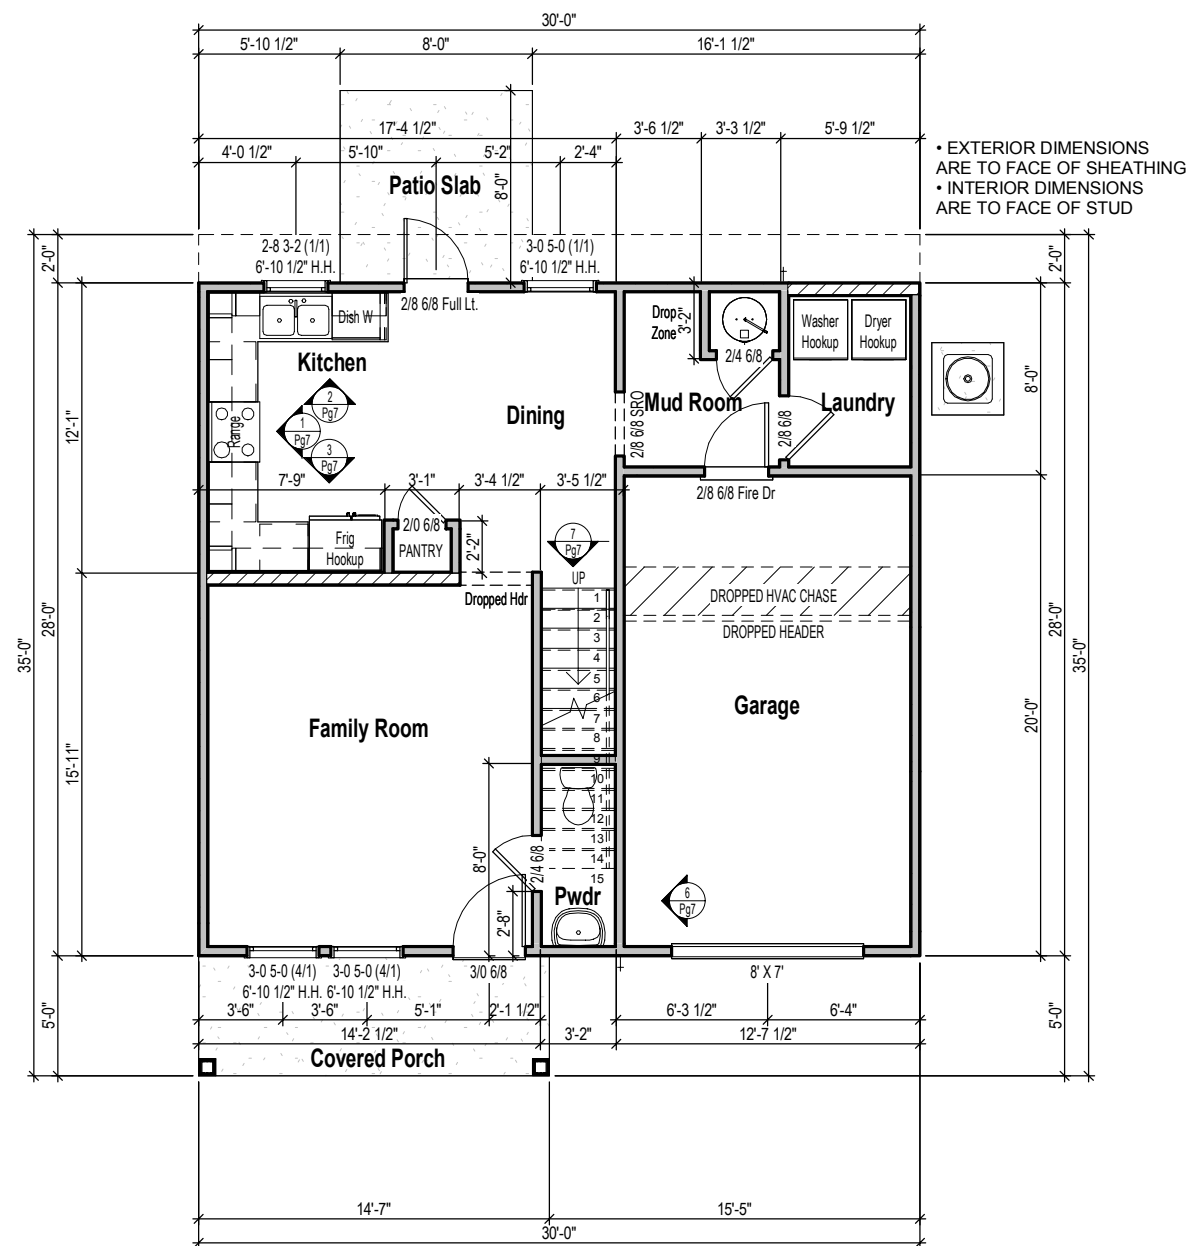 30'-0"
5'-10 1/2"
8'-0"
16'-1 1/2"
17'-4 1/2"
3'-6 1/2"
3'-3 1/2"
5'-9 1/2"
• EXTERIOR DIMENSIONS
ARE TO FACE OF SHEATHING
• INTERIOR DIMENSIONS
ARE TO FACE OF STUD
4'-0 1/2"
5'-10"
5'-2"
2'-4"
Patio Slab
8'-0"
2'-8 3-2 (1/1)
6'-10 1/2" H.H.
3-0 5-0 (1/1)
6'-10 1/2" H.H.
2'-0"
2'-0"
2/8 6/8 Full Lt.
Dish W
Drop
Zone
3'-2"
2/4 6/8
Washer
Hookup
Dryer
Hookup
Kitchen
8'-0"
Range
2
Pg7
1
Pg7
3
Pg7
Dining
2/8 6/8 SRO
Mud Room
2/8 6/8
Laundry
12'-1"
7'-9"
3'-1"
3'-4 1/2"
3'-5 1/2"
2/8 6/8 Fire Dr
Frig
Hookup
2/0 6/8
PANTRY
2'-2"
7
Pg7
UP
Dropped Hdr
DROPPED HVAC CHASE
DROPPED HEADER
1
2
3
4
5
6
7
8
9
10
11
12
13
14
15
35'-0"
28'-0"
15'-11"
28'-0"
35'-0"
20'-0"
Family Room
Garage
8'-0"
2/4 6/8
2'-8"
Pwdr
6
Pg7
3-0 5-0 (4/1)
6'-10 1/2" H.H.
3-0 5-0 (4/1)
6'-10 1/2" H.H.
3/0 6/8
8' X 7'
5'-0"
5'-0"
3'-6"
3'-6"
5'-1"
2'-1 1/2"
6'-3 1/2"
6'-4"
14'-2 1/2"
3'-2"
12'-7 1/2"
Covered Porch
14'-7"
15'-5"
30'-0"